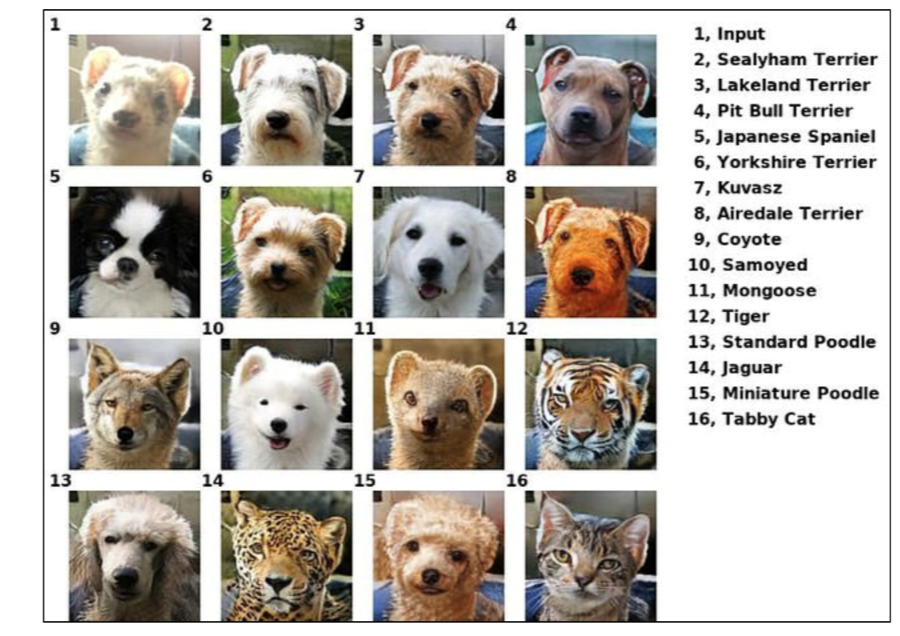 1
2
3
4
5
6
7
8
9
10
11
12
13
14
15
16
1, Input
2, Sealyham Terrier
3, Lakeland Terrier
4, Pit Bull Terrier
5, Japanese Spaniel
6, Yorkshire Terrier
7, Kuvasz
8, Airedale Terrier
9, Coyote
10, Samoyed
11, Mongoose
12, Tiger
13, Standard Poodle
14, Jaguar
15, Miniature Poodle
16, Tabby Cat